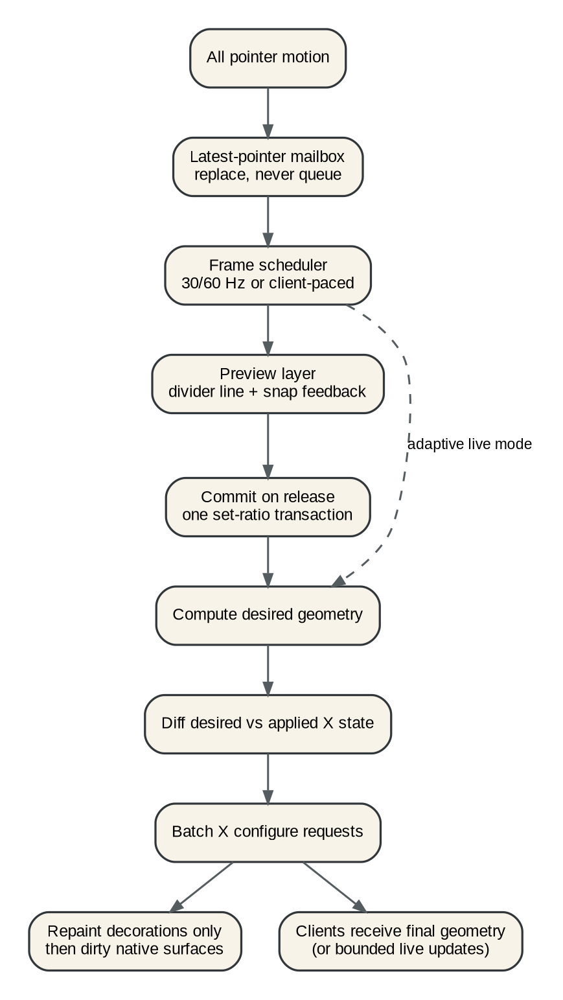 All pointer motion
Latest-pointer mailbox
replace, never queue
Frame scheduler
30/60 Hz or client-paced
Preview layer
divider line + snap feedback
adaptive live mode
Commit on release
one set-ratio transaction
Compute desired geometry
Diff desired vs applied X state
Batch X configure requests
Repaint decorations only
then dirty native surfaces
Clients receive final geometry
(or bounded live updates)